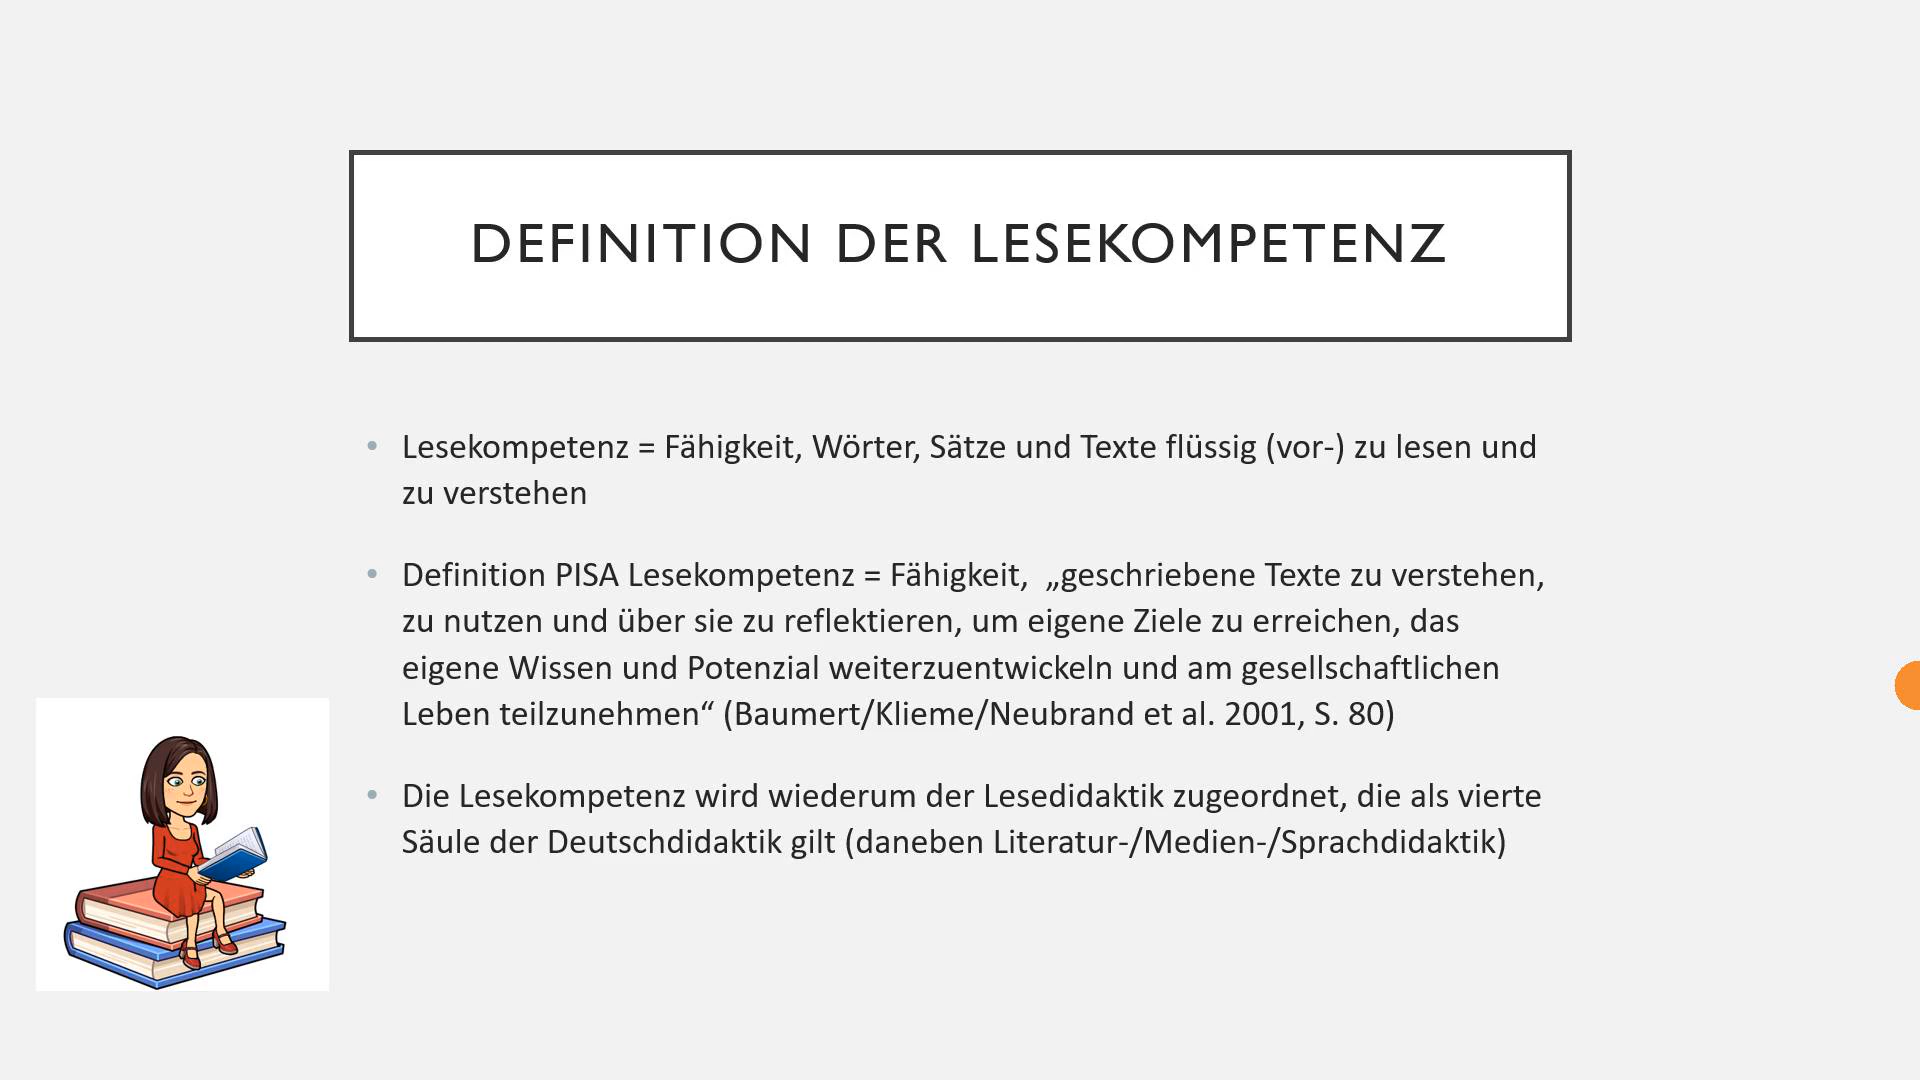 DEFINITION DER LESEKOMPETENZ
• Lesekompetenz = Fähigkeit, Wörter, Sätze und Texte flüssig (vor-) zu lesen und
zu verstehen
• Definition PISA Lesekompetenz = Fähigkeit,  „geschriebene Texte zu verstehen,
zu nutzen und über sie zu reflektieren, um eigene Ziele zu erreichen, das
eigene Wissen und Potenzial weiterzuentwickeln und am gesellschaftlichen
Leben teilzunehmen“ (Baumert/Klieme/Neubrand et al. 2001, S. 80)
• Die Lesekompetenz wird wiederum der Lesedidaktik zugeordnet, die als vierte
Säule der Deutschdidaktik gilt (daneben Literatur-/Medien-/Sprachdidaktik)